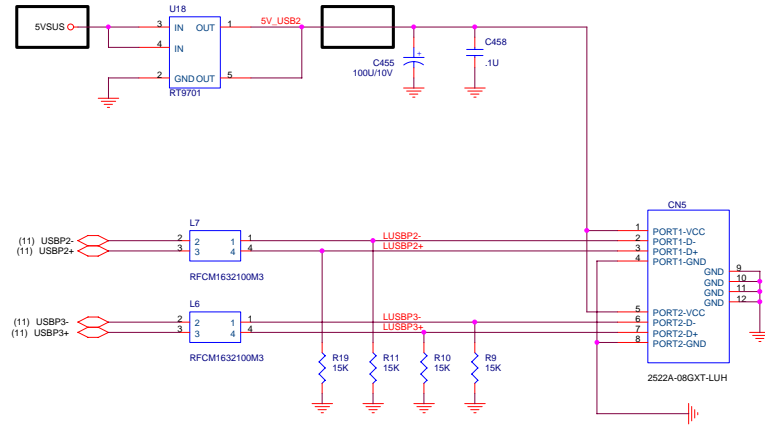 U18
5VSUS
3 IN OUT 1
5V_USB2
4 IN
2 GND OUT 5
RT9701
C455
100U/10V
+
C458
.1U
CN5
L7
(11) USBP2- 2 2 1 1 LUSBP2-
(11) USBP2+ 3 3 4 4 LUSBP2+
RFCM1632100M3
L6
(11) USBP3- 2 2 1 1 LUSBP3-
(11) USBP3+ 3 3 4 4 LUSBP3+
RFCM1632100M3
R19
15K
R11
15K
R10
15K
R9
15K
1 PORT1-VCC
2 PORT1-D-
3 PORT1-D+
4 PORT1-GND
GND 9
GND 10
GND 11
GND 12
5 PORT2-VCC
6 PORT2-D-
7 PORT2-D+
8 PORT2-GND
2522A-08GXT-LUH